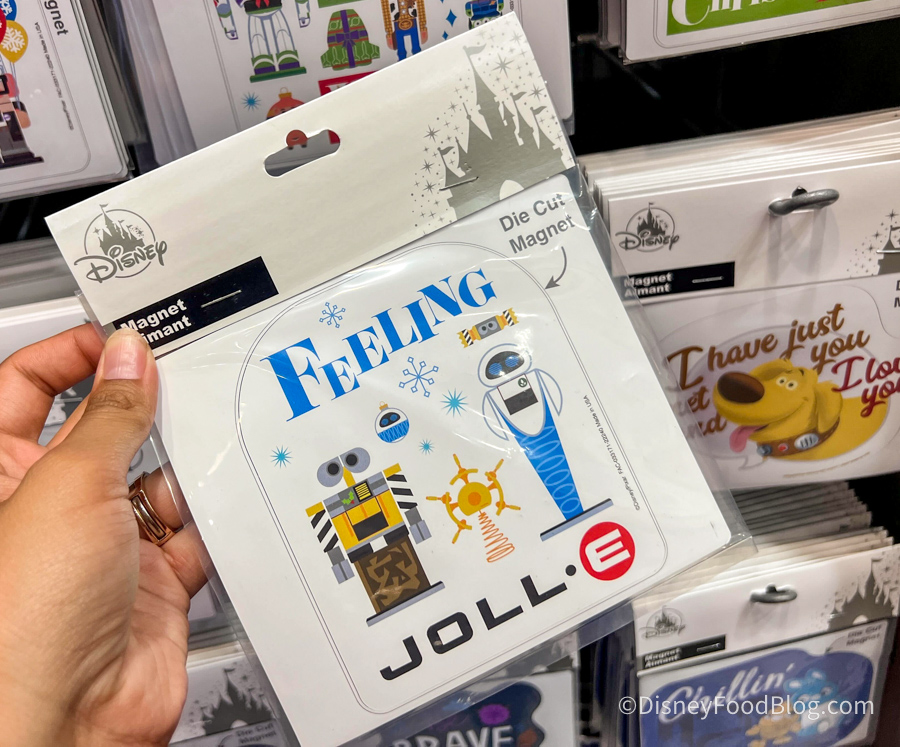 Disney
Magnet
Aimant
Die Cut
Magnet
FEELING
JOLL·E
Disney
Magnet
Aimant
I have just
you
I lo
you
Disney
Magnet
Aimant
Die Cut
Magnet
Chillin'
BRAVE
©DisneyFoodBlog.com